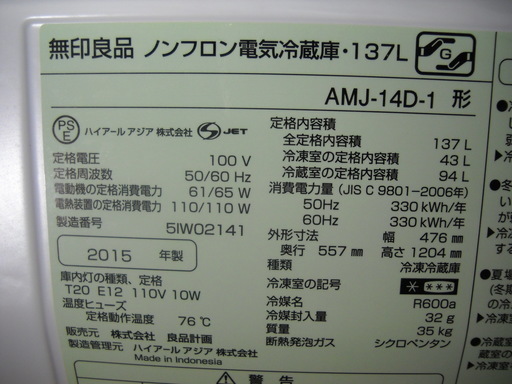 無印良品 ノンフロン電気冷蔵庫・137L
G
AMJ-14D-1 形
PS
E
ハイアール アジア 株式会社 S JET
定格電圧 100 V
定格周波数 50/60 Hz
電動機の定格消費電力 61/65 W
電熱装置の定格消費電力 110/110 W
製造番号 5IW02141
2015 年製
庫内灯の種類、定格
T20 E12 110V 10W
温度ヒューズ
定格動作温度 76℃
販売元 株式会社 良品計画
製造管理元 ハイアール アジア 株式会社
Made in Indonesia
定格内容積
全定格内容積 137 L
冷凍室の定格内容積 43 L
冷蔵室の定格内容積 94 L
消費電力量 (JIS C 9801-2006年)
50Hz 330 kWh/年
60Hz 330 kWh/年
外形寸法 幅 476 mm
奥行 557 mm 高さ 1204 mm
種類 冷凍冷蔵庫
冷凍室の記号 * ***
冷媒名 R600a
冷媒封入量 32 g
質量 35 kg
断熱発泡ガス シクロペンタン
警告